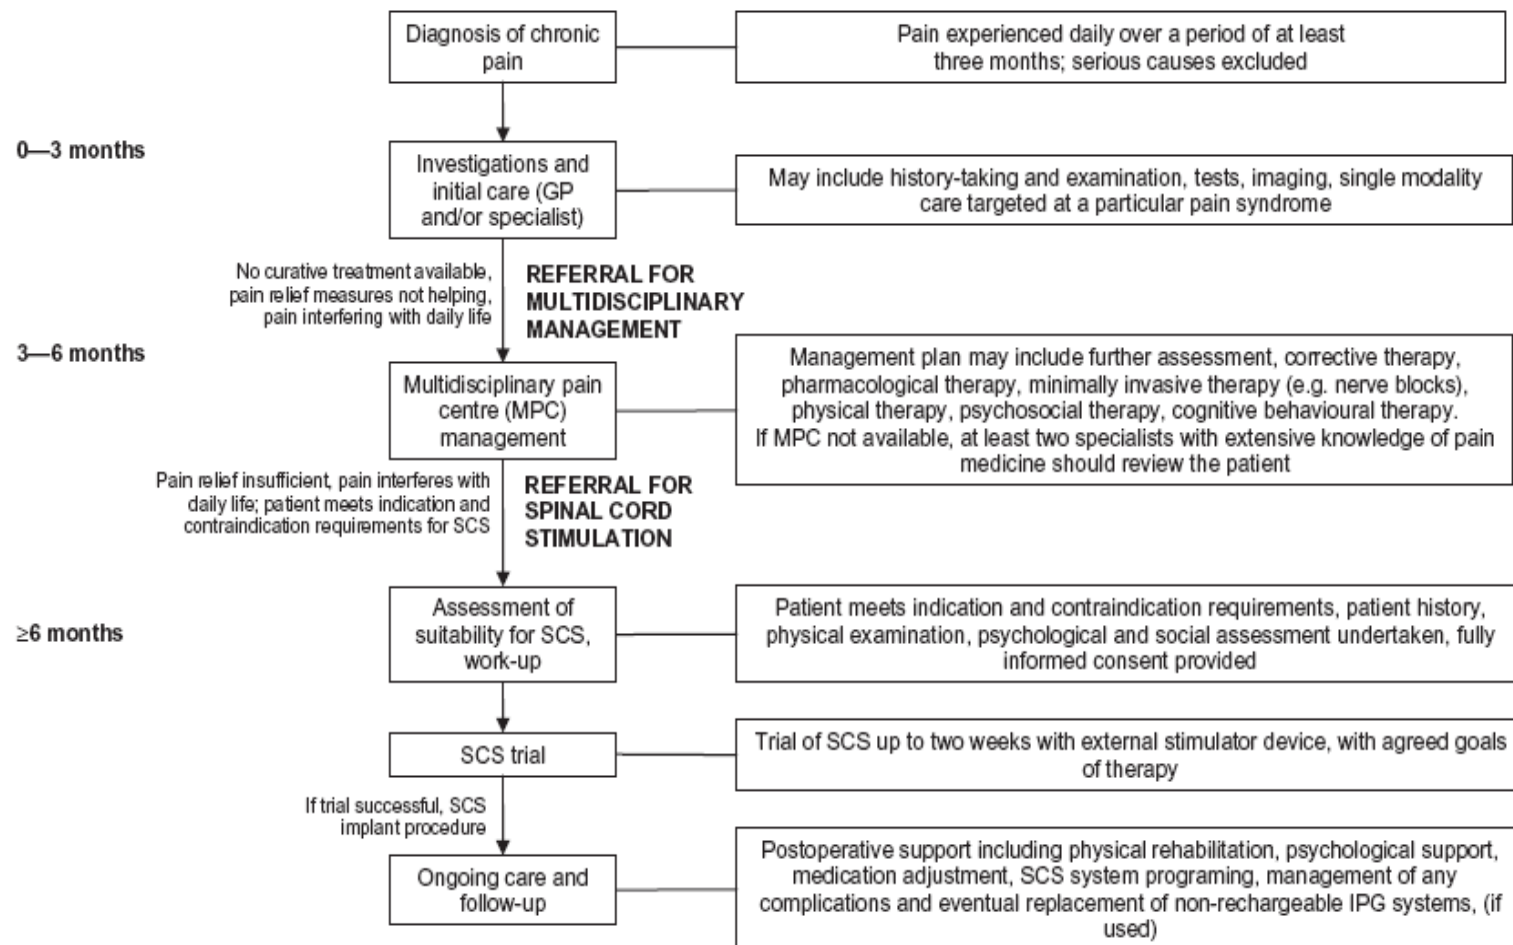 Diagnosis of chronic
pain
Pain experienced daily over a period of at least
three months; serious causes excluded
0—3 months
Investigations and
initial care (GP
and/or specialist)
May include history-taking and examination, tests, imaging, single modality
care targeted at a particular pain syndrome
No curative treatment available,
pain relief measures not helping,
pain interfering with daily life
REFERRAL FOR
MULTIDISCIPLINARY
MANAGEMENT
3—6 months
Multidisciplinary pain
centre (MPC)
management
Management plan may include further assessment, corrective therapy,
pharmacological therapy, minimally invasive therapy (e.g. nerve blocks),
physical therapy, psychosocial therapy, cognitive behavioural therapy.
If MPC not available, at least two specialists with extensive knowledge of pain
medicine should review the patient
Pain relief insufficient, pain interferes with
daily life; patient meets indication and
contraindication requirements for SCS
REFERRAL FOR
SPINAL CORD
STIMULATION
≥6 months
Assessment of
suitability for SCS,
work-up
Patient meets indication and contraindication requirements, patient history,
physical examination, psychological and social assessment undertaken, fully
informed consent provided
SCS trial
Trial of SCS up to two weeks with external stimulator device, with agreed goals
of therapy
If trial successful, SCS
implant procedure
Ongoing care and
follow-up
Postoperative support including physical rehabilitation, psychological support,
medication adjustment, SCS system programing, management of any
complications and eventual replacement of non-rechargeable IPG systems, (if
used)